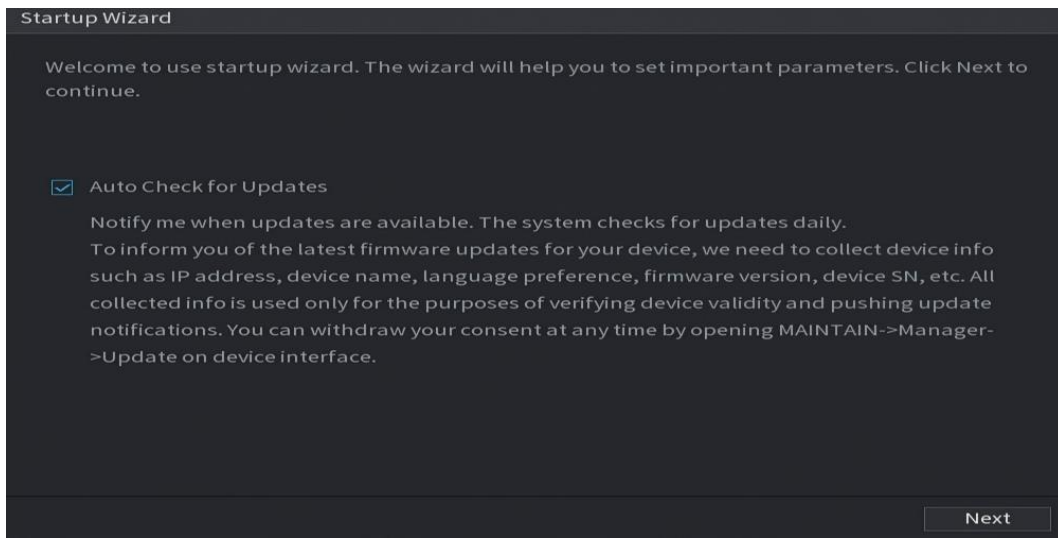 Startup Wizard
Welcome to use startup wizard. The wizard will help you to set important parameters. Click Next to
continue.
Auto Check for Updates
Notify me when updates are available. The system checks for updates daily.
To inform you of the latest firmware updates for your device, we need to collect device info
such as IP address, device name, language preference, firmware version, device SN, etc. All
collected info is used only for the purposes of verifying device validity and pushing update
notifications. You can withdraw your consent at any time by opening MAINTAIN->Manager-
>Update on device interface.
Next